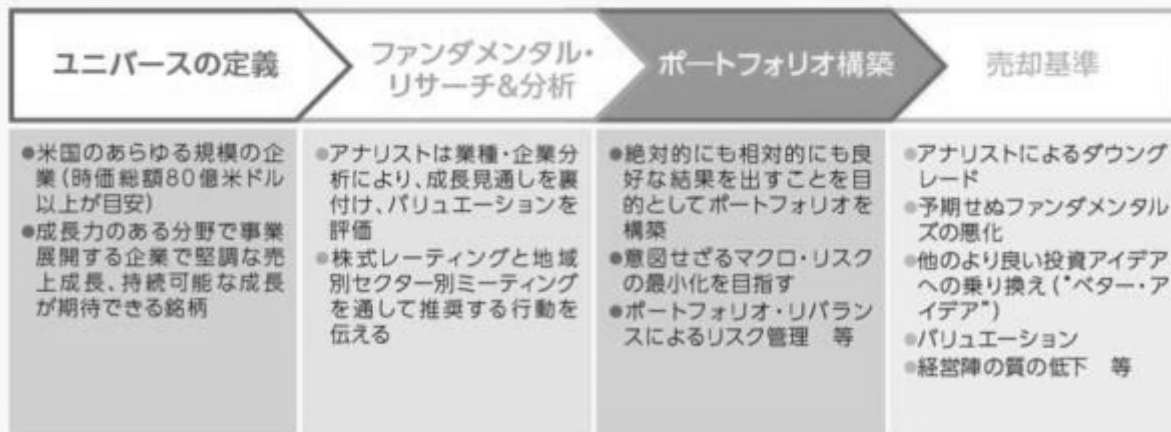 ユニバースの定義
ファンダメンタル・
リサーチ&分析
ポートフォリオ構築
売却基準
●米国のあらゆる規模の企
業(時価総額80億米ドル
以上が目安)
●成長力のある分野で事業
展開する企業で堅調な売
上成長、持続可能な成長
が期待できる銘柄
●アナリストは業種・企業分
析により、成長見通しを裏
付け、バリュエーションを
評価
●株式レーティングと地域
別セクター別ミーティング
を通して推奨する行動を
伝える
●絶対的にも相対的にも良
好な結果を出すことを目
的としてポートフォリオを
構築
●意図せざるマクロ・リスク
の最小化を目指す
●ポートフォリオ・リバラン
スによるリスク管理 等
●アナリストによるダウング
レード
●予期せぬファンダメンタル
ズの悪化
●他のより良い投資アイデア
への乗り換え("ベター・ア
イデア")
●バリュエーション
●経営陣の質の低下 等